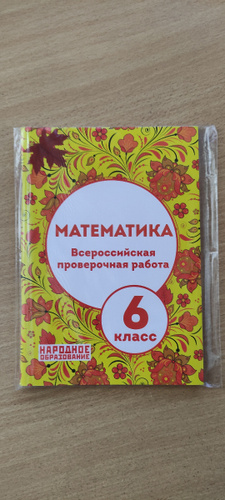 МАТЕМАТИКА
Всероссийская
проверочная работа
6
класс
НАРОДНОЕ
ОБРАЗОВАНИЕ